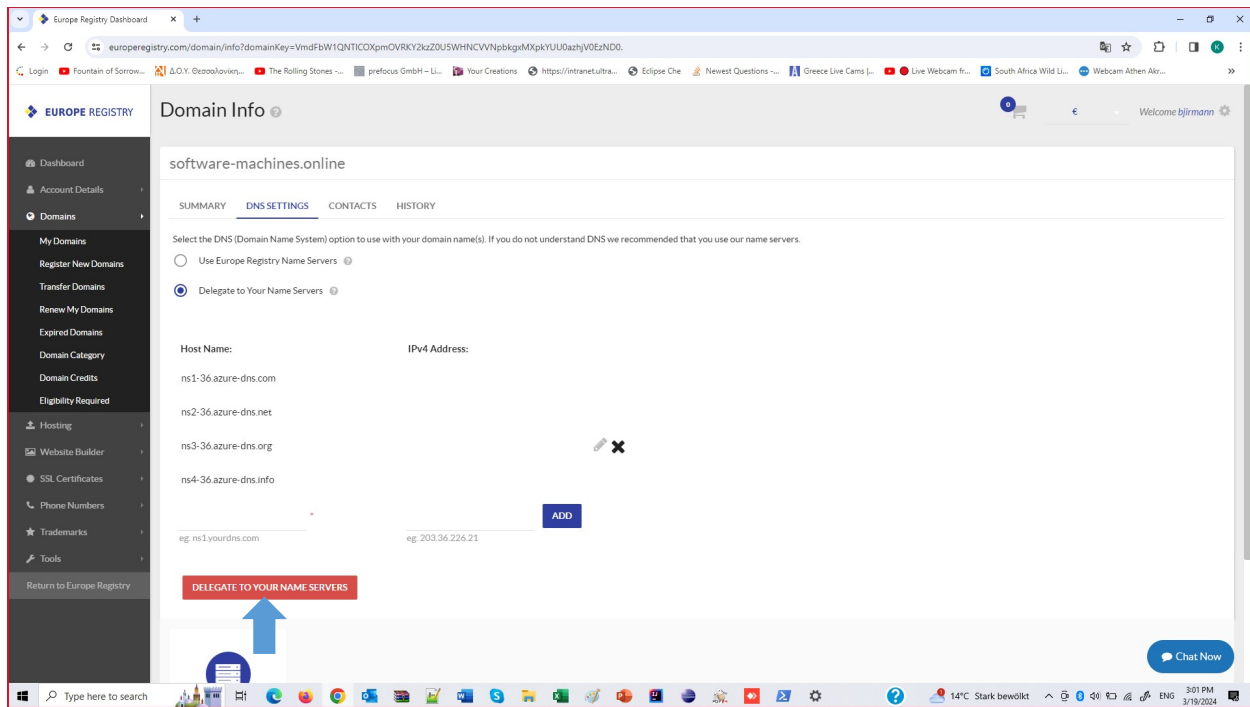 Europe Registry Dashboard
europeregistry.com/domain/info?domainKey=VmdFbW1QNTlCOXpmOVRKY2kzZ0U5WHNCVVNpbkgxMXpkYUU0azhjV0EzND0.
Login Fountain of Sorrow... Α.Ο.Υ. Θεσσαλονίκη... The Rolling Stones -... prefocus GmbH – Li... Your Creations https://intranet.ultra... Eclipse Che Newest Questions -... Greece Live Cams |... Live Webcam fr... South Africa Wild Li... Webcam Athen Akr...
EUROPE REGISTRY
Domain Info
0
€
Welcome bjirmann
Dashboard
Account Details
Domains
My Domains
Register New Domains
Transfer Domains
Renew My Domains
Expired Domains
Domain Category
Domain Credits
Eligibility Required
Hosting
Website Builder
SSL Certificates
Phone Numbers
Trademarks
Tools
Return to Europe Registry
software-machines.online
SUMMARY DNS SETTINGS CONTACTS HISTORY
Select the DNS (Domain Name System) option to use with your domain name(s). If you do not understand DNS we recommended that you use our name servers.
Use Europe Registry Name Servers
Delegate to Your Name Servers
Host Name: IPv4 Address:
ns1-36.azure-dns.com
ns2-36.azure-dns.net
ns3-36.azure-dns.org
ns4-36.azure-dns.info
*
ADD
eg. ns1.yourdns.com eg. 203.36.226.21
DELEGATE TO YOUR NAME SERVERS
Chat Now
Type here to search
14°C Stark bewölkt
ENG
3:01 PM
3/19/2024